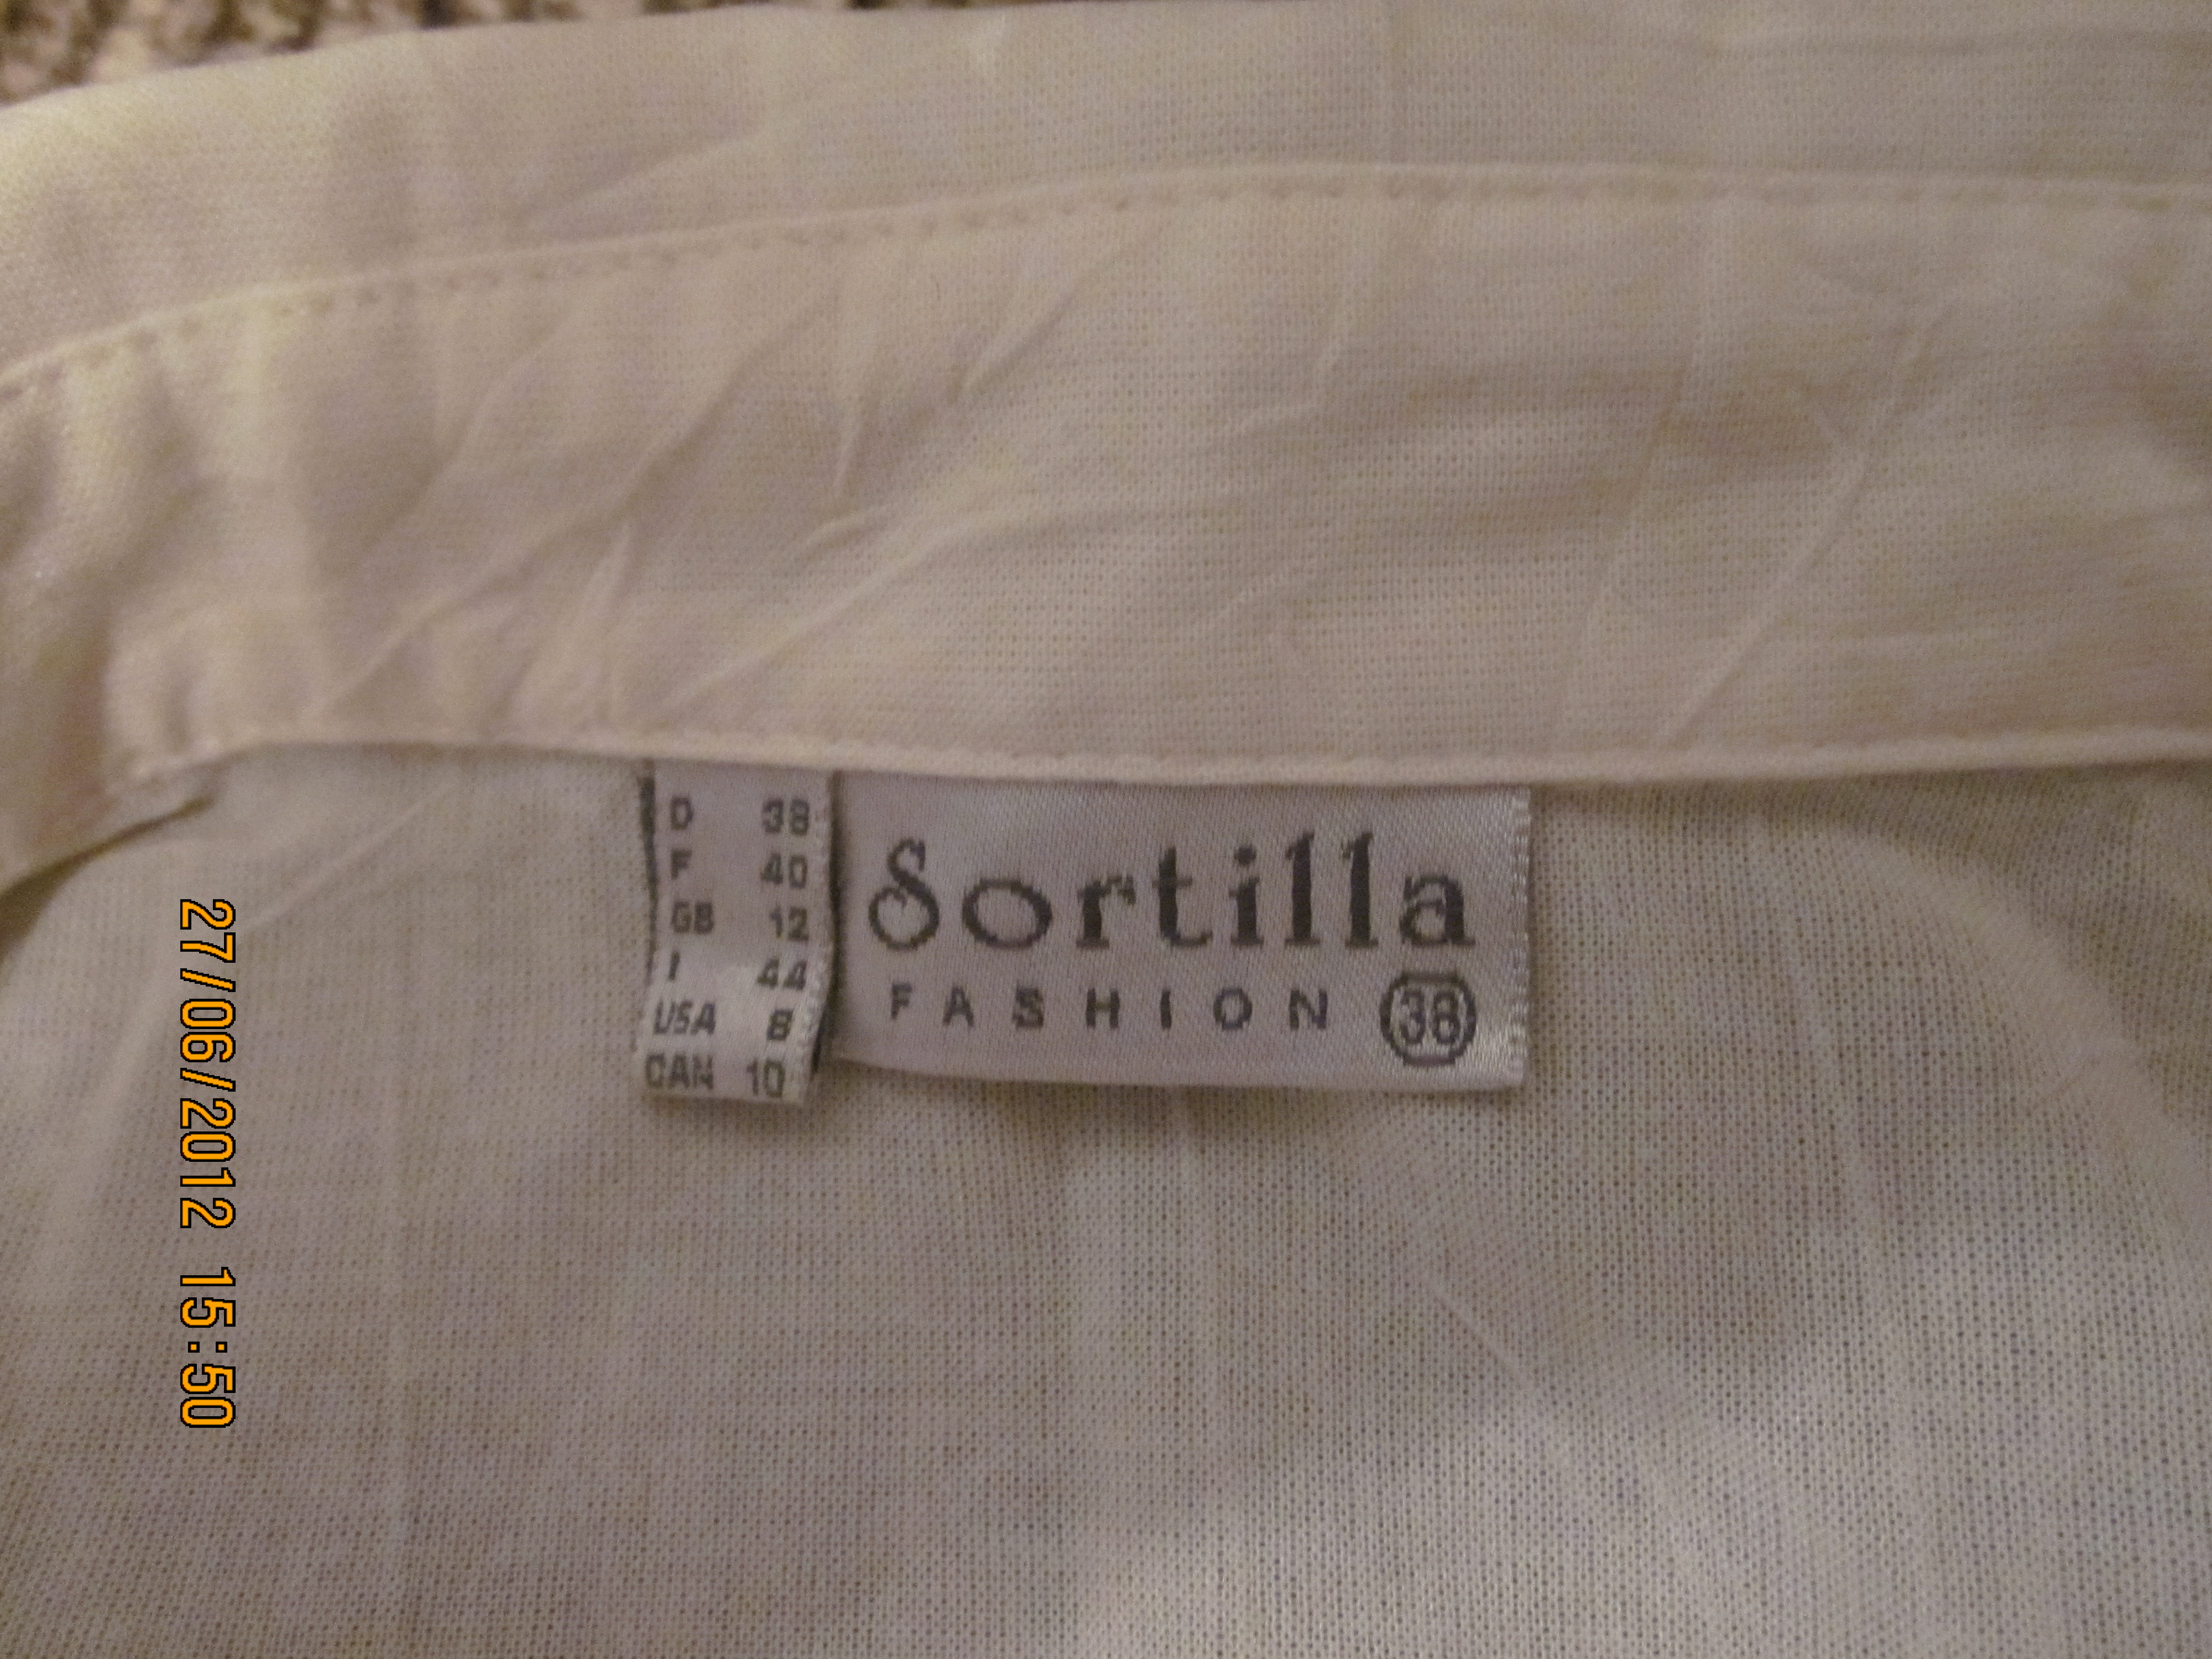 D 38
F 40
GB 12
I 44
USA 8
CAN 10
Sortilla
FASHION 38
27/06/2012 15:50